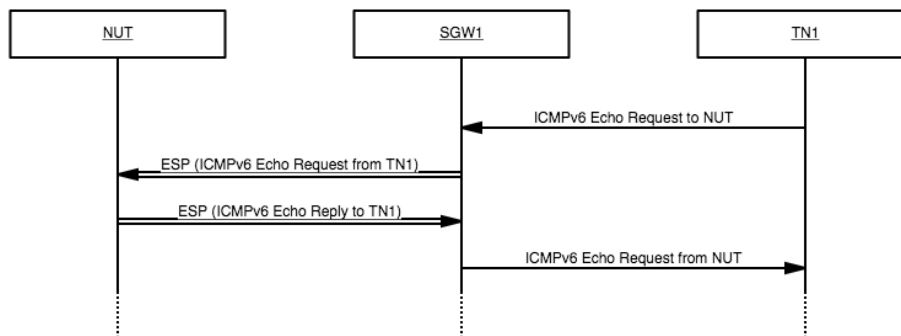 NUT
SGW1
TN1
ICMPv6 Echo Request to NUT
ESP (ICMPv6 Echo Request from TN1)
ESP (ICMPv6 Echo Reply to TN1)
ICMPv6 Echo Request from NUT